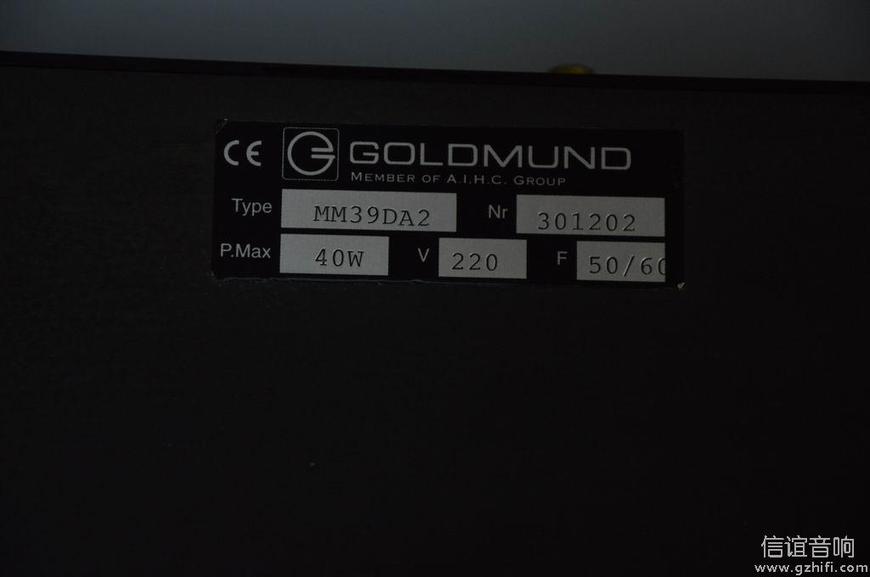 CE GOLDMUND
MEMBER OF A.I.H.C. GROUP
Type MM39DA2 Nr 301202
P.Max 40W V 220 F 50/60
信谊音响
www.gzhifi.com